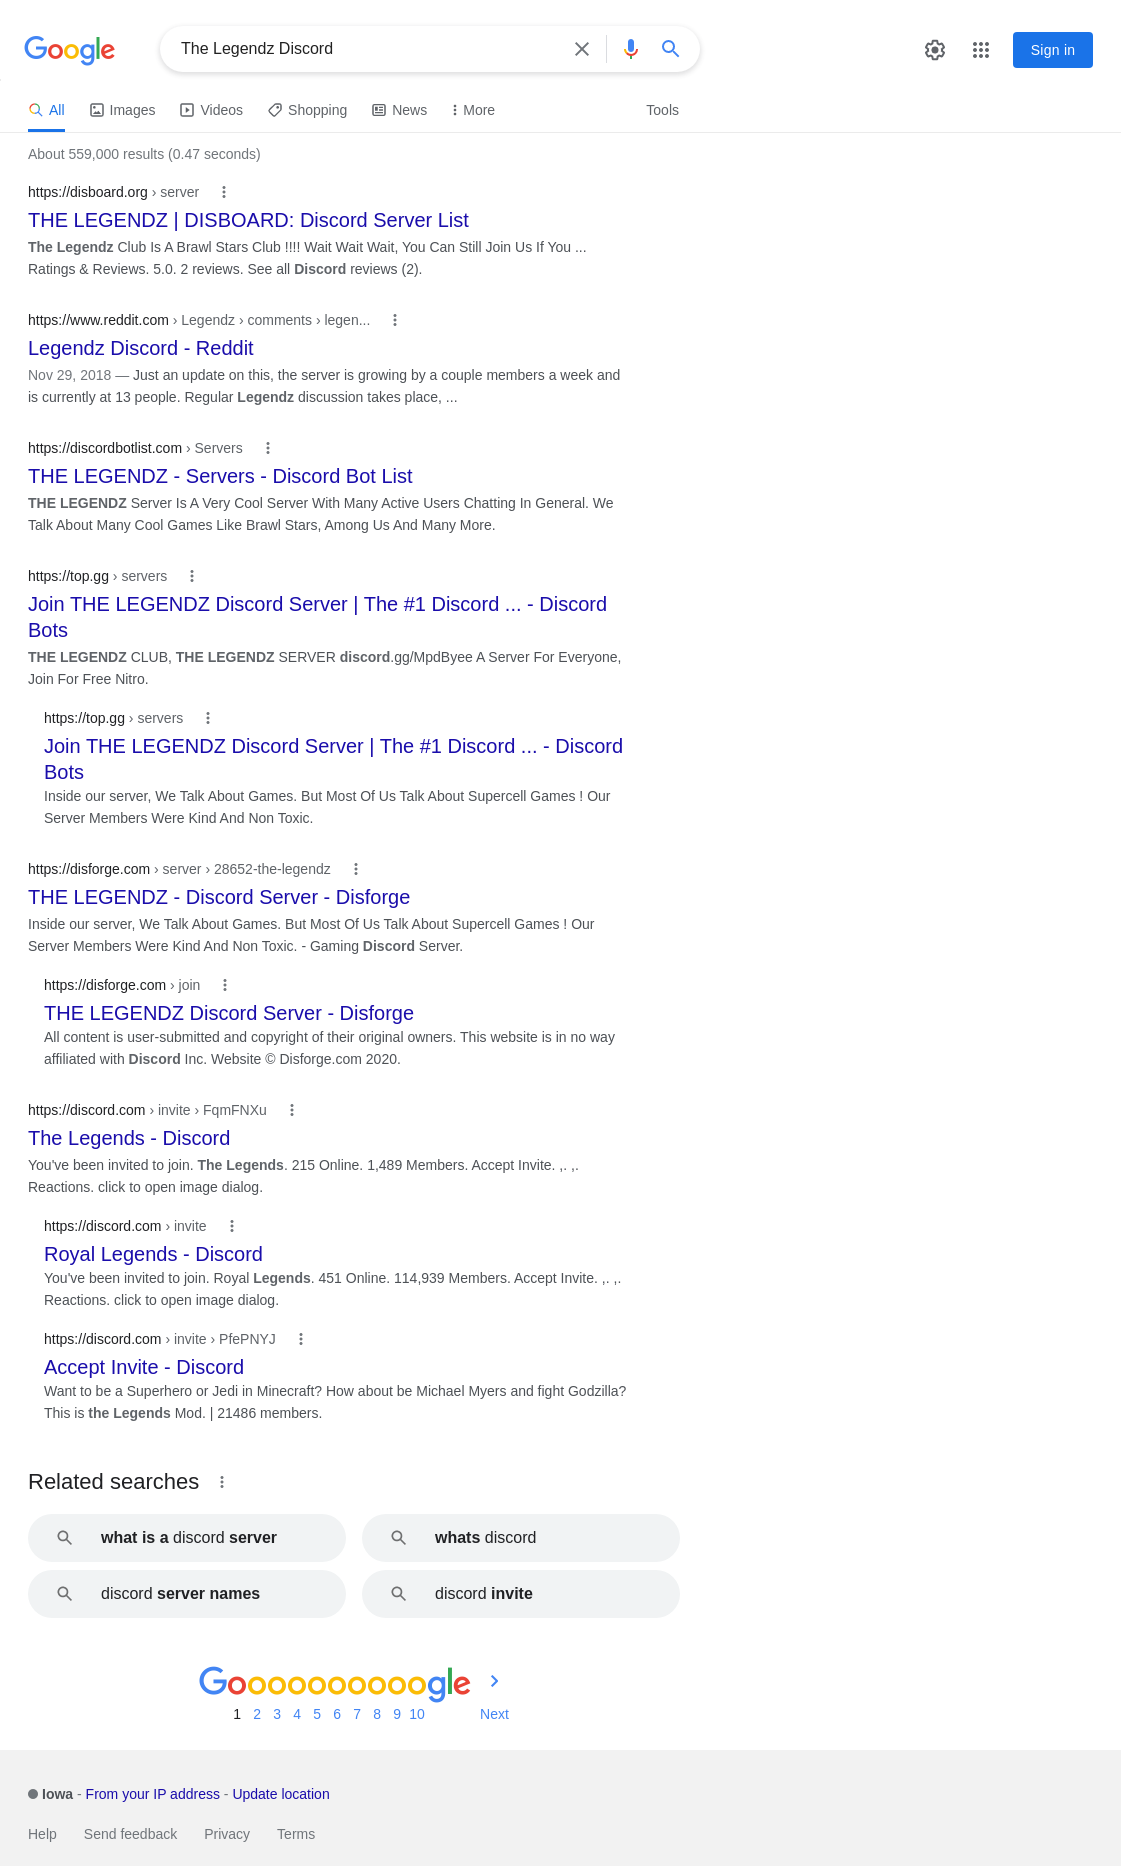 Google
The Legendz Discord
Sign in
All Images Videos Shopping News More Tools
About 559,000 results (0.47 seconds)
https://disboard.org › server
THE LEGENDZ | DISBOARD: Discord Server List
The Legendz Club Is A Brawl Stars Club !!!! Wait Wait Wait, You Can Still Join Us If You ...
Ratings & Reviews. 5.0. 2 reviews. See all Discord reviews (2).
https://www.reddit.com › Legendz › comments › legen...
Legendz Discord - Reddit
Nov 29, 2018 — Just an update on this, the server is growing by a couple members a week and
is currently at 13 people. Regular Legendz discussion takes place, ...
https://discordbotlist.com › Servers
THE LEGENDZ - Servers - Discord Bot List
THE LEGENDZ Server Is A Very Cool Server With Many Active Users Chatting In General. We
Talk About Many Cool Games Like Brawl Stars, Among Us And Many More.
https://top.gg › servers
Join THE LEGENDZ Discord Server | The #1 Discord ... - Discord
Bots
THE LEGENDZ CLUB, THE LEGENDZ SERVER discord.gg/MpdByee A Server For Everyone,
Join For Free Nitro.
https://top.gg › servers
Join THE LEGENDZ Discord Server | The #1 Discord ... - Discord
Bots
Inside our server, We Talk About Games. But Most Of Us Talk About Supercell Games ! Our
Server Members Were Kind And Non Toxic.
https://disforge.com › server › 28652-the-legendz
THE LEGENDZ - Discord Server - Disforge
Inside our server, We Talk About Games. But Most Of Us Talk About Supercell Games ! Our
Server Members Were Kind And Non Toxic. - Gaming Discord Server.
https://disforge.com › join
THE LEGENDZ Discord Server - Disforge
All content is user-submitted and copyright of their original owners. This website is in no way
affiliated with Discord Inc. Website © Disforge.com 2020.
https://discord.com › invite › FqmFNXu
The Legends - Discord
You've been invited to join. The Legends. 215 Online. 1,489 Members. Accept Invite. ,. ,.
Reactions. click to open image dialog.
https://discord.com › invite
Royal Legends - Discord
You've been invited to join. Royal Legends. 451 Online. 114,939 Members. Accept Invite. ,. ,.
Reactions. click to open image dialog.
https://discord.com › invite › PfePNYJ
Accept Invite - Discord
Want to be a Superhero or Jedi in Minecraft? How about be Michael Myers and fight Godzilla?
This is the Legends Mod. | 21486 members.
Related searches
what is a discord server
whats discord
discord server names
discord invite
Goooooooooogle
1 2 3 4 5 6 7 8 9 10 Next
Iowa - From your IP address - Update location
Help Send feedback Privacy Terms